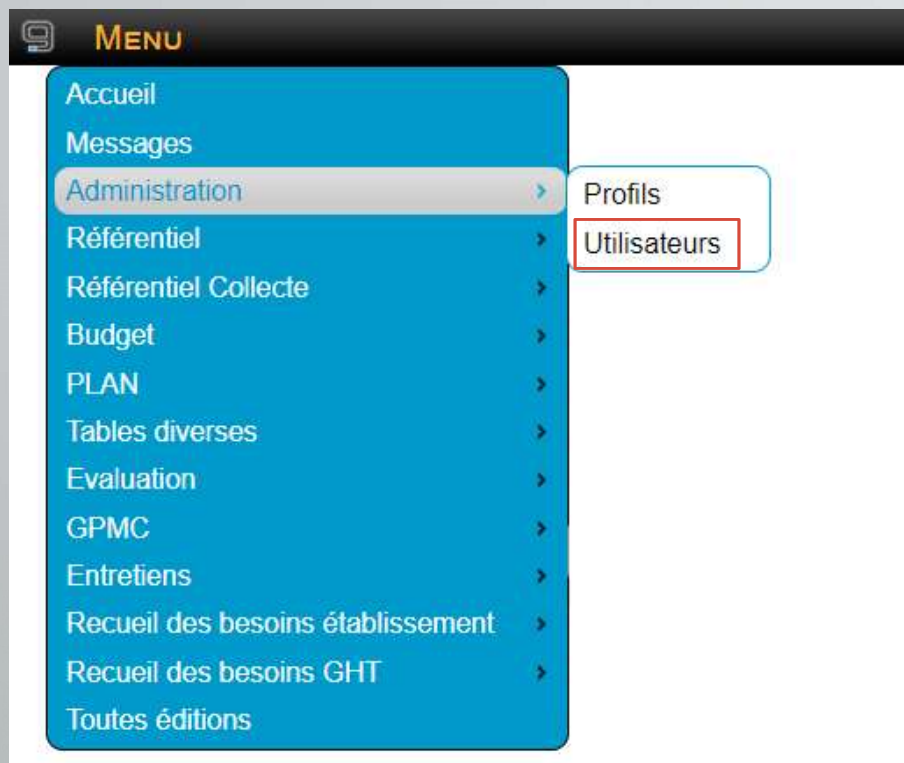 MENU
Accueil
Messages
Administration
Profils
Référentiel
Utilisateurs
Référentiel Collecte
Budget
PLAN
Tables diverses
Evaluation
GPMC
Entretiens
Recueil des besoins établissement
Recueil des besoins GHT
Toutes éditions